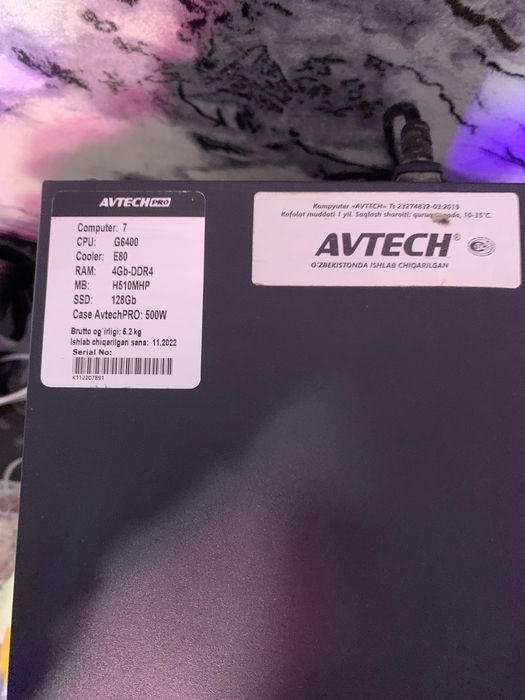 AVTECH PRO
Computer: 7
CPU: G6400
Cooler: E80
RAM: 4Gb-DDR4
MB: H510MHP
SSD: 128Gb
Case AvtechPRO: 500W
Brutto og`irligi: 5.2 kg
Ishlab chiqarilgan sana: 11.2022
Serial No:
K112207891
Kompyuter «AVTECH» Ts 23274832-03:2019
Kafolat muddati 1 yil. Saqlash sharoiti: quruq 10-35°C.
AVTECH®
O'ZBEKISTONDA ISHLAB CHIQARILGAN